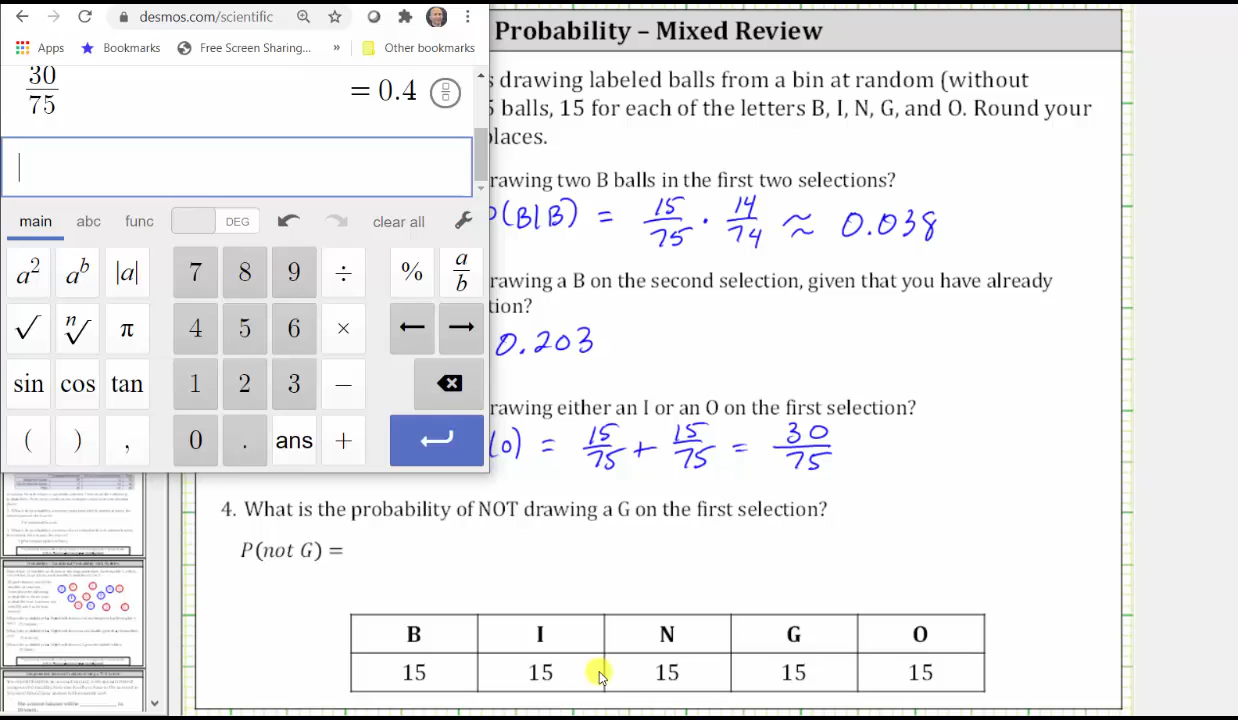 desmos.com/scientific
Apps Bookmarks Free Screen Sharing... » Other bookmarks
30
75
= 0.4
main abc func DEG clear all
a² aᵇ |a| 7 8 9 ÷ % a/b
√ ⁿ√ π 4 5 6 × ← →
sin cos tan 1 2 3 −
( ) , 0 . ans +
Probability – Mixed Review
s drawing labeled balls from a bin at random (without
5 balls, 15 for each of the letters B, I, N, G, and O. Round your
places.
rawing two B balls in the first two selections?
(B|B) = 15/75 · 14/74 ≈ 0.038
rawing a B on the second selection, given that you have already
tion?
0.203
rawing either an I or an O on the first selection?
(O) = 15/75 + 15/75 = 30/75
4. What is the probability of NOT drawing a G on the first selection?
P(not G) =
B I N G O
15 15 15 15 15